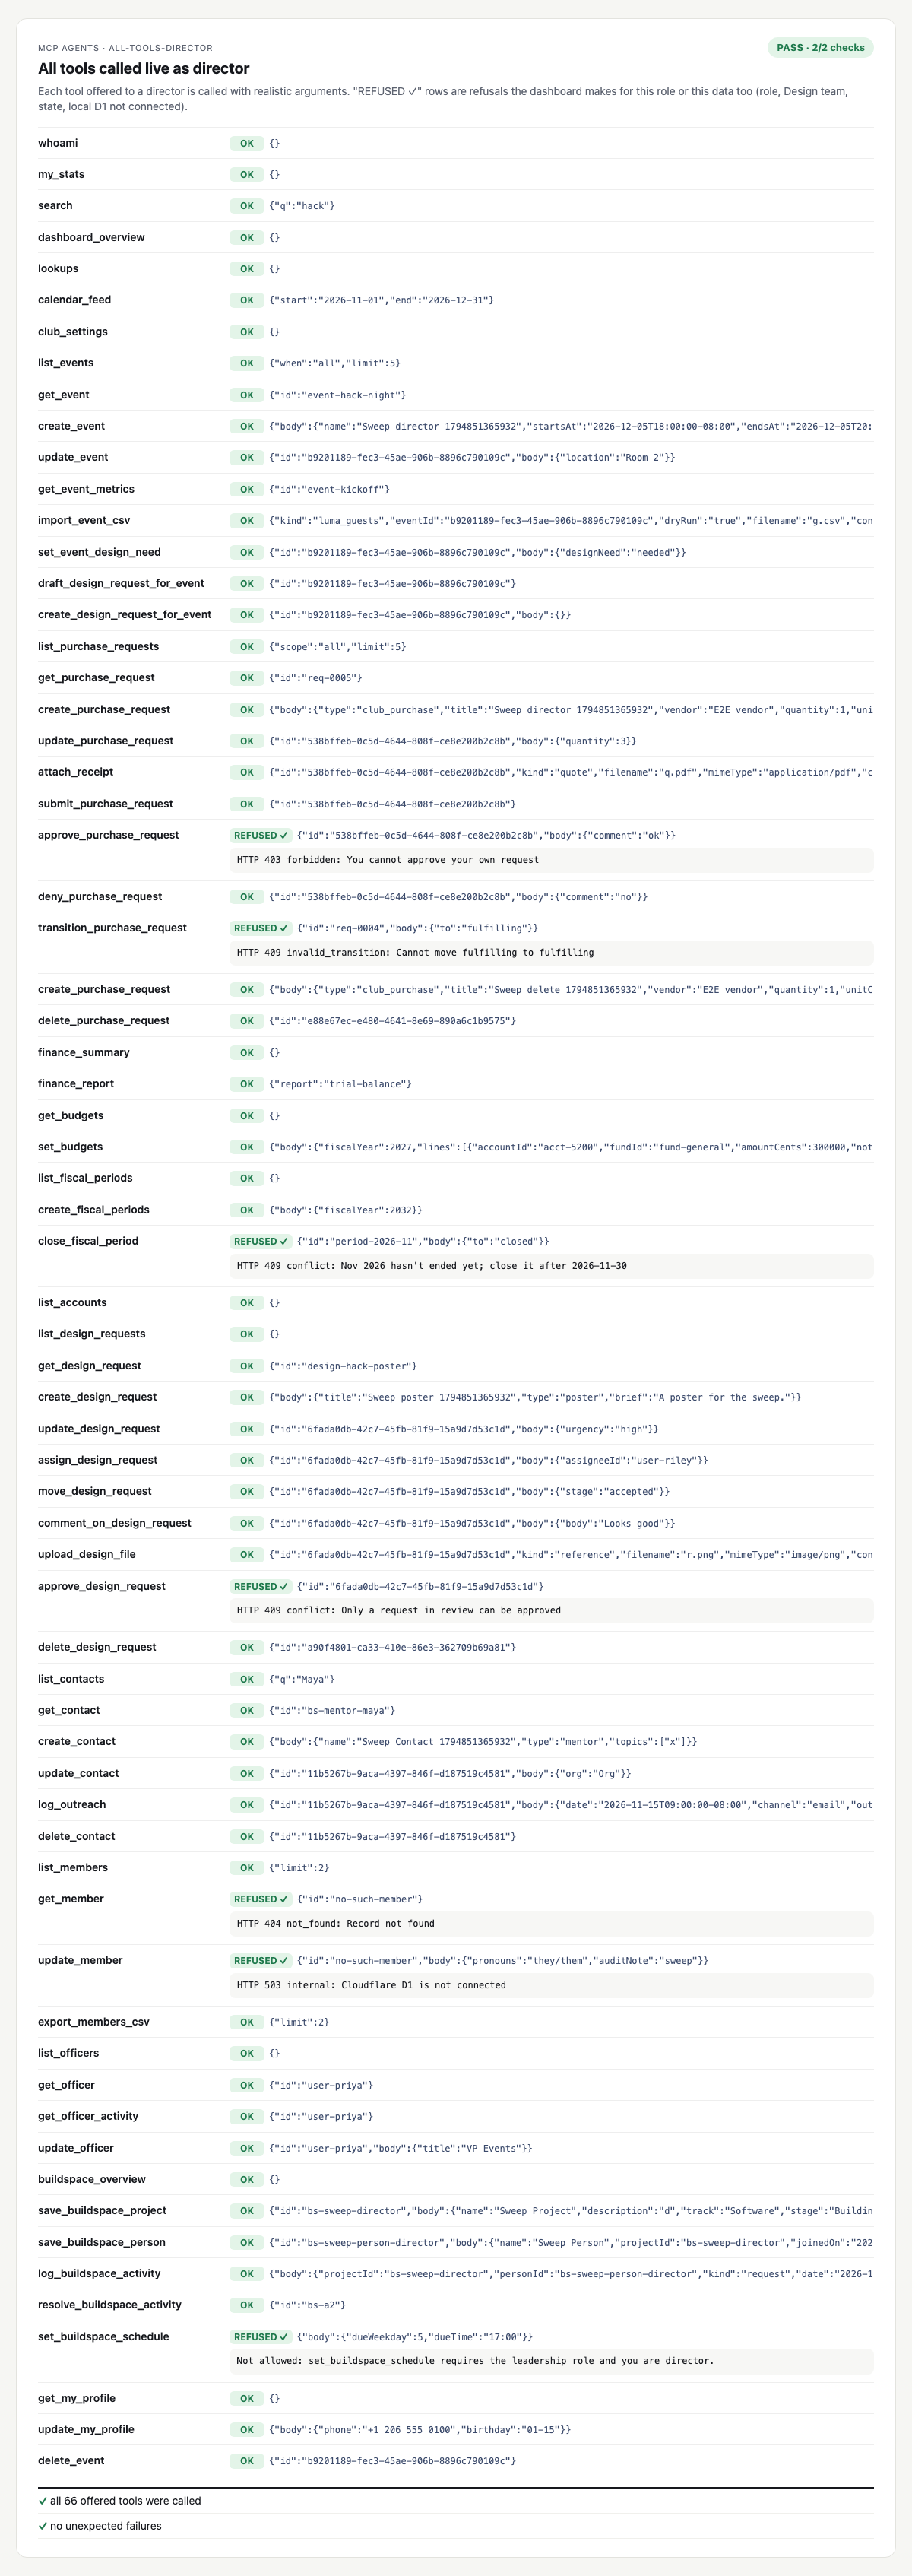 MCP AGENTS · ALL-TOOLS-DIRECTOR
PASS · 2/2 checks
All tools called live as director
Each tool offered to a director is called with realistic arguments. "REFUSED ✓" rows are refusals the dashboard makes for this role or this data too (role, Design team,
state, local D1 not connected).
whoami OK {}
my_stats OK {}
search OK {"q":"hack"}
dashboard_overview OK {}
lookups OK {}
calendar_feed OK {"start":"2026-11-01","end":"2026-12-31"}
club_settings OK {}
list_events OK {"when":"all","limit":5}
get_event OK {"id":"event-hack-night"}
create_event OK {"body":{"name":"Sweep director 1794851365932","startsAt":"2026-12-05T18:00:00-08:00","endsAt":"2026-12-05T20:
update_event OK {"id":"b9201189-fec3-45ae-906b-8896c790109c","body":{"location":"Room 2"}}
get_event_metrics OK {"id":"event-kickoff"}
import_event_csv OK {"kind":"luma_guests","eventId":"b9201189-fec3-45ae-906b-8896c790109c","dryRun":"true","filename":"g.csv","con
set_event_design_need OK {"id":"b9201189-fec3-45ae-906b-8896c790109c","body":{"designNeed":"needed"}}
draft_design_request_for_event OK {"id":"b9201189-fec3-45ae-906b-8896c790109c"}
create_design_request_for_event OK {"id":"b9201189-fec3-45ae-906b-8896c790109c","body":{}}
list_purchase_requests OK {"scope":"all","limit":5}
get_purchase_request OK {"id":"req-0005"}
create_purchase_request OK {"body":{"type":"club_purchase","title":"Sweep director 1794851365932","vendor":"E2E vendor","quantity":1,"uni
update_purchase_request OK {"id":"538bffeb-0c5d-4644-808f-ce8e200b2c8b","body":{"quantity":3}}
attach_receipt OK {"id":"538bffeb-0c5d-4644-808f-ce8e200b2c8b","kind":"quote","filename":"q.pdf","mimeType":"application/pdf","c
submit_purchase_request OK {"id":"538bffeb-0c5d-4644-808f-ce8e200b2c8b"}
approve_purchase_request REFUSED ✓ {"id":"538bffeb-0c5d-4644-808f-ce8e200b2c8b","body":{"comment":"ok"}}
HTTP 403 forbidden: You cannot approve your own request
deny_purchase_request OK {"id":"538bffeb-0c5d-4644-808f-ce8e200b2c8b","body":{"comment":"no"}}
transition_purchase_request REFUSED ✓ {"id":"req-0004","body":{"to":"fulfilling"}}
HTTP 409 invalid_transition: Cannot move fulfilling to fulfilling
create_purchase_request OK {"body":{"type":"club_purchase","title":"Sweep delete 1794851365932","vendor":"E2E vendor","quantity":1,"unitC
delete_purchase_request OK {"id":"e88e67ec-e480-4641-8e69-890a6c1b9575"}
finance_summary OK {}
finance_report OK {"report":"trial-balance"}
get_budgets OK {}
set_budgets OK {"body":{"fiscalYear":2027,"lines":[{"accountId":"acct-5200","fundId":"fund-general","amountCents":300000,"not
list_fiscal_periods OK {}
create_fiscal_periods OK {"body":{"fiscalYear":2032}}
close_fiscal_period REFUSED ✓ {"id":"period-2026-11","body":{"to":"closed"}}
HTTP 409 conflict: Nov 2026 hasn't ended yet; close it after 2026-11-30
list_accounts OK {}
list_design_requests OK {}
get_design_request OK {"id":"design-hack-poster"}
create_design_request OK {"body":{"title":"Sweep poster 1794851365932","type":"poster","brief":"A poster for the sweep."}}
update_design_request OK {"id":"6fada0db-42c7-45fb-81f9-15a9d7d53c1d","body":{"urgency":"high"}}
assign_design_request OK {"id":"6fada0db-42c7-45fb-81f9-15a9d7d53c1d","body":{"assigneeId":"user-riley"}}
move_design_request OK {"id":"6fada0db-42c7-45fb-81f9-15a9d7d53c1d","body":{"stage":"accepted"}}
comment_on_design_request OK {"id":"6fada0db-42c7-45fb-81f9-15a9d7d53c1d","body":{"body":"Looks good"}}
upload_design_file OK {"id":"6fada0db-42c7-45fb-81f9-15a9d7d53c1d","kind":"reference","filename":"r.png","mimeType":"image/png","con
approve_design_request REFUSED ✓ {"id":"6fada0db-42c7-45fb-81f9-15a9d7d53c1d"}
HTTP 409 conflict: Only a request in review can be approved
delete_design_request OK {"id":"a90f4801-ca33-410e-86e3-362709b69a81"}
list_contacts OK {"q":"Maya"}
get_contact OK {"id":"bs-mentor-maya"}
create_contact OK {"body":{"name":"Sweep Contact 1794851365932","type":"mentor","topics":["x"]}}
update_contact OK {"id":"11b5267b-9aca-4397-846f-d187519c4581","body":{"org":"Org"}}
log_outreach OK {"id":"11b5267b-9aca-4397-846f-d187519c4581","body":{"date":"2026-11-15T09:00:00-08:00","channel":"email","out
delete_contact OK {"id":"11b5267b-9aca-4397-846f-d187519c4581"}
list_members OK {"limit":2}
get_member REFUSED ✓ {"id":"no-such-member"}
HTTP 404 not_found: Record not found
update_member REFUSED ✓ {"id":"no-such-member","body":{"pronouns":"they/them","auditNote":"sweep"}}
HTTP 503 internal: Cloudflare D1 is not connected
export_members_csv OK {"limit":2}
list_officers OK {}
get_officer OK {"id":"user-priya"}
get_officer_activity OK {"id":"user-priya"}
update_officer OK {"id":"user-priya","body":{"title":"VP Events"}}
buildspace_overview OK {}
save_buildspace_project OK {"id":"bs-sweep-director","body":{"name":"Sweep Project","description":"d","track":"Software","stage":"Buildin
save_buildspace_person OK {"id":"bs-sweep-person-director","body":{"name":"Sweep Person","projectId":"bs-sweep-director","joinedOn":"202
log_buildspace_activity OK {"body":{"projectId":"bs-sweep-director","personId":"bs-sweep-person-director","kind":"request","date":"2026-1
resolve_buildspace_activity OK {"id":"bs-a2"}
set_buildspace_schedule REFUSED ✓ {"body":{"dueWeekday":5,"dueTime":"17:00"}}
Not allowed: set_buildspace_schedule requires the leadership role and you are director.
get_my_profile OK {}
update_my_profile OK {"body":{"phone":"+1 206 555 0100","birthday":"01-15"}}
delete_event OK {"id":"b9201189-fec3-45ae-906b-8896c790109c"}
✓ all 66 offered tools were called
✓ no unexpected failures